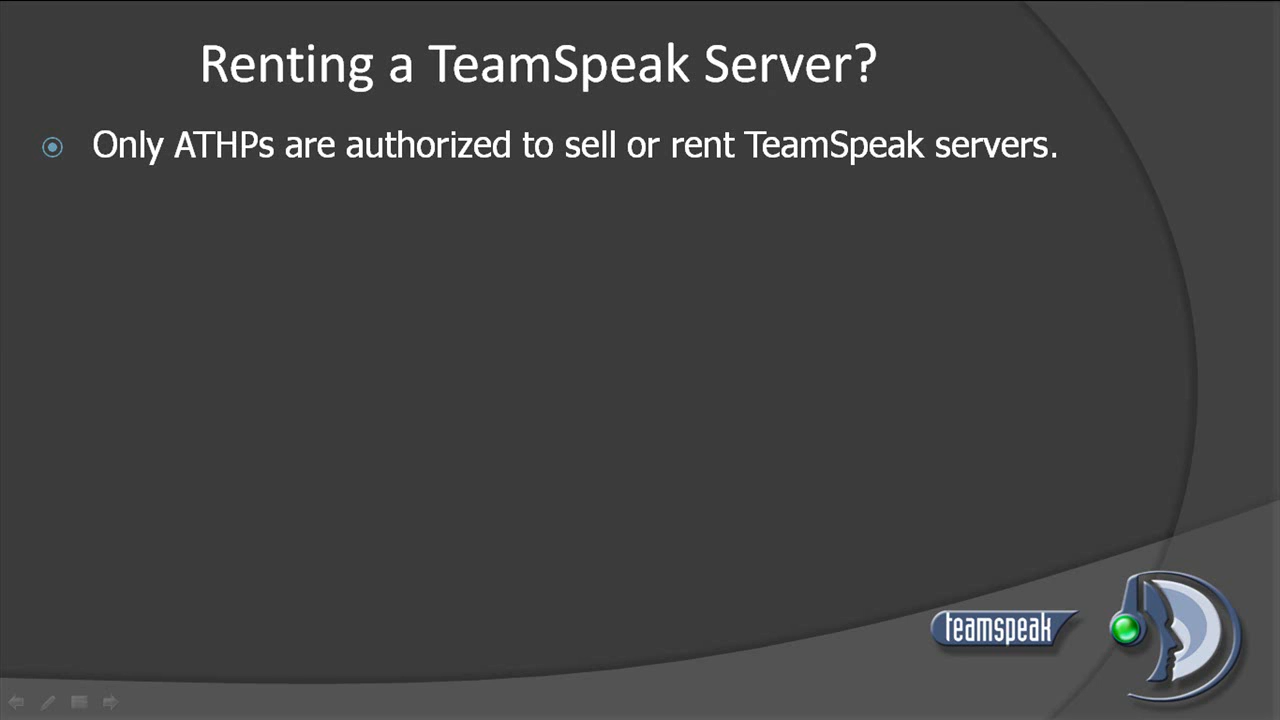 Renting a TeamSpeak Server?
Only ATHPs are authorized to sell or rent TeamSpeak servers.
teamspeak